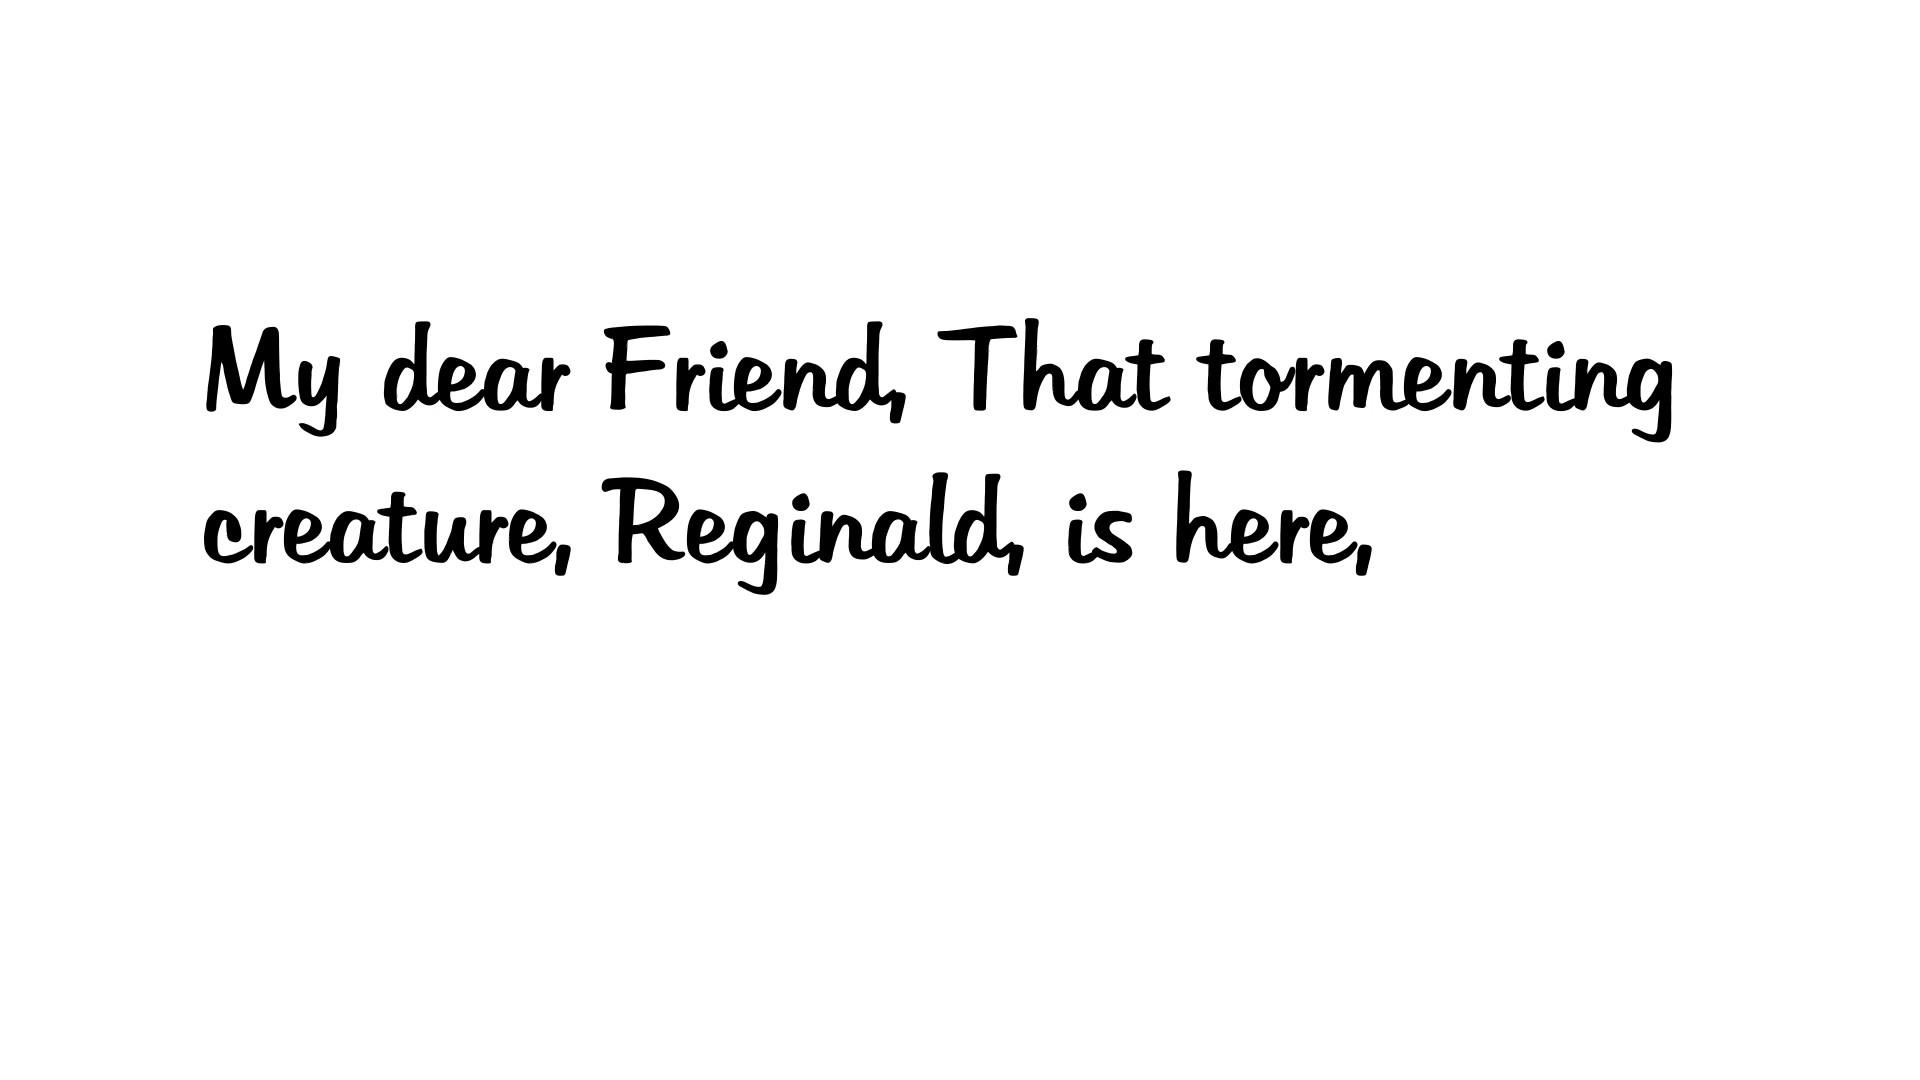 My dear Friend, That tormenting
creature, Reginald, is here,